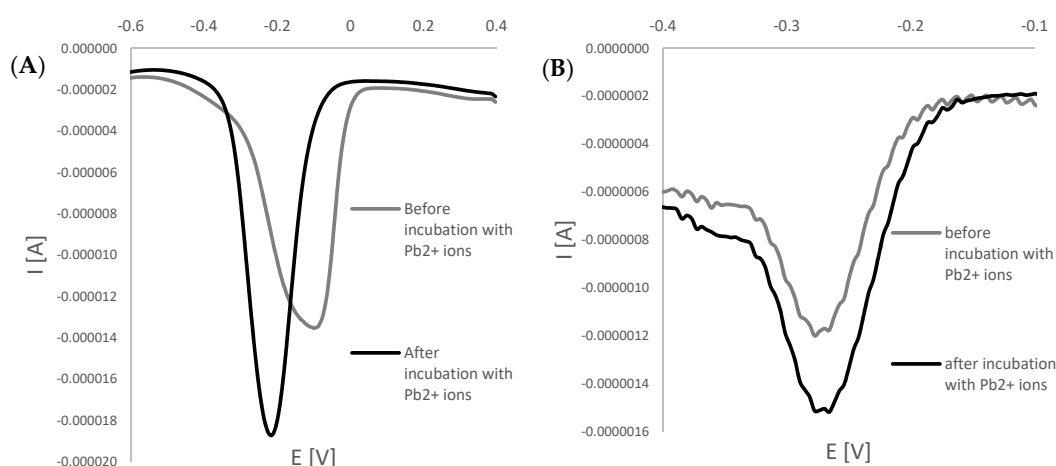 (A)
-0.6 -0.4 -0.2 0 0.2 0.4
0.000000
-0.000002
-0.000004
-0.000006
-0.000008
-0.000010
-0.000012
-0.000014
-0.000016
-0.000018
-0.000020
I [A]
E [V]
Before
incubation with
Pb2+ ions
After
incubation with
Pb2+ ions
(B)
-0.4 -0.3 -0.2 -0.1
0.0000000
-0.0000002
-0.0000004
-0.0000006
-0.0000008
-0.0000010
-0.0000012
-0.0000014
-0.0000016
I [A]
E [V]
before
incubation with
Pb2+ ions
after incubation
with Pb2+ ions